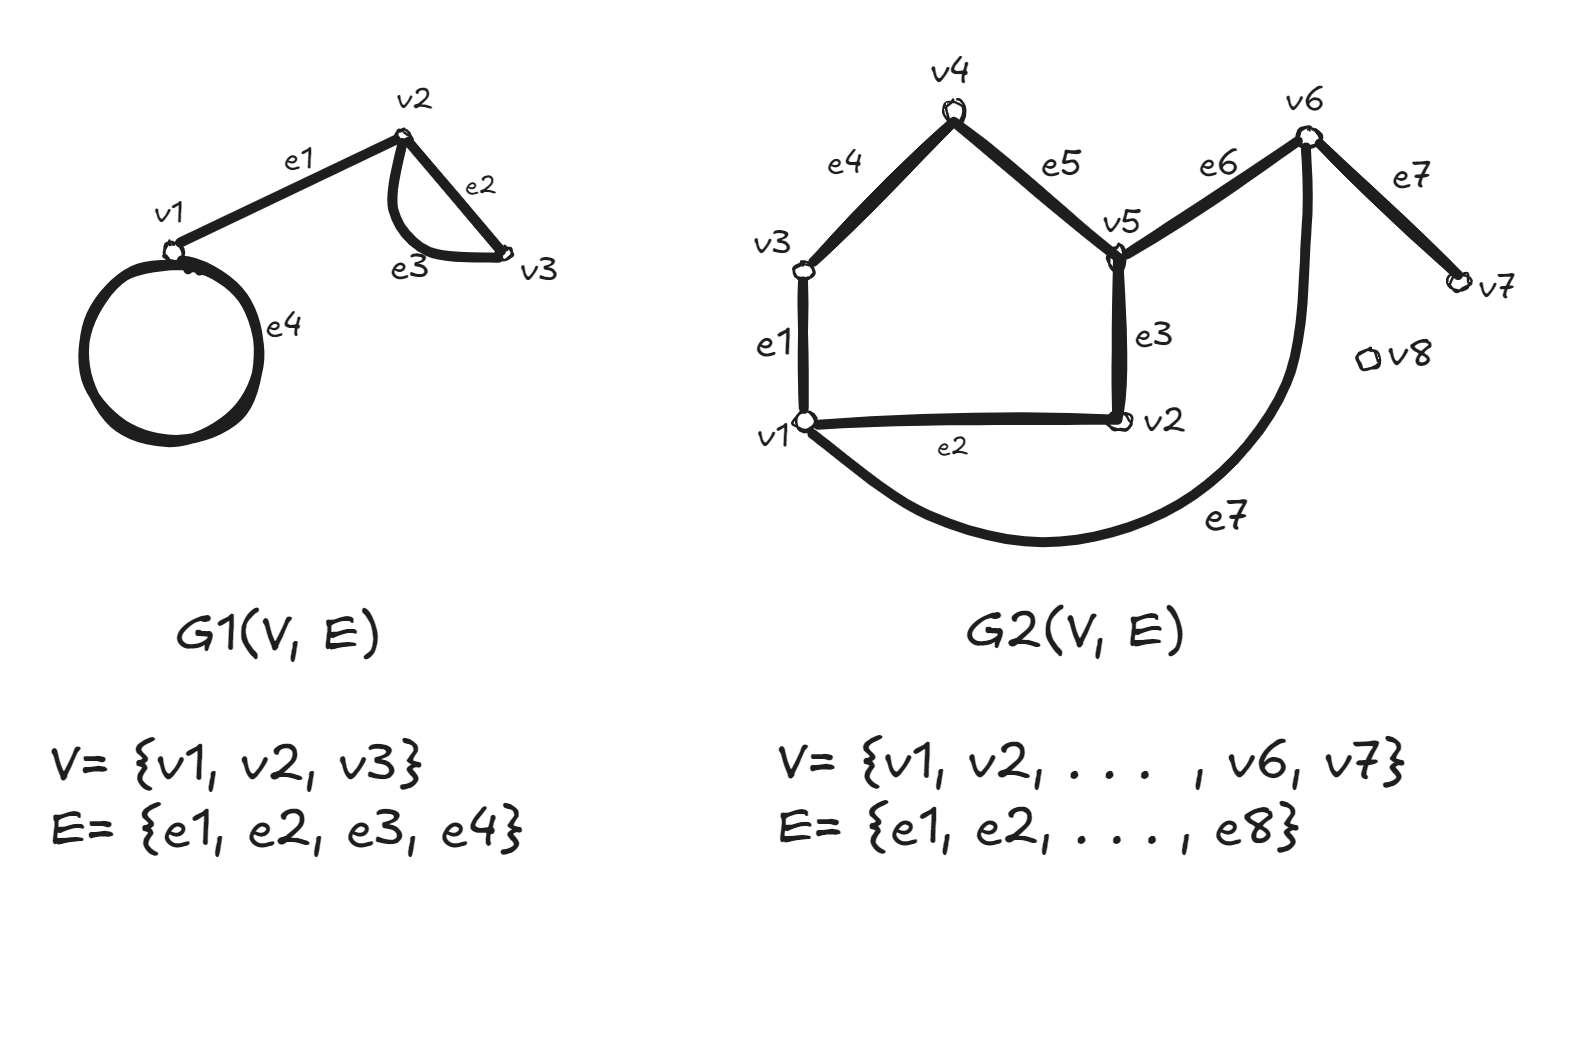 v2
e1
e2
v1
e3
v3
e4
G1(V, E)
V= {v1, v2, v3}
E= {e1, e2, e3, e4}
v4
v6
e4
e5
e6
e7
v5
v3
v7
e1
e3
v8
v1
e2
v2
e7
G2(V, E)
V= {v1, v2, . . . , v6, v7}
E= {e1, e2, . . . , e8}